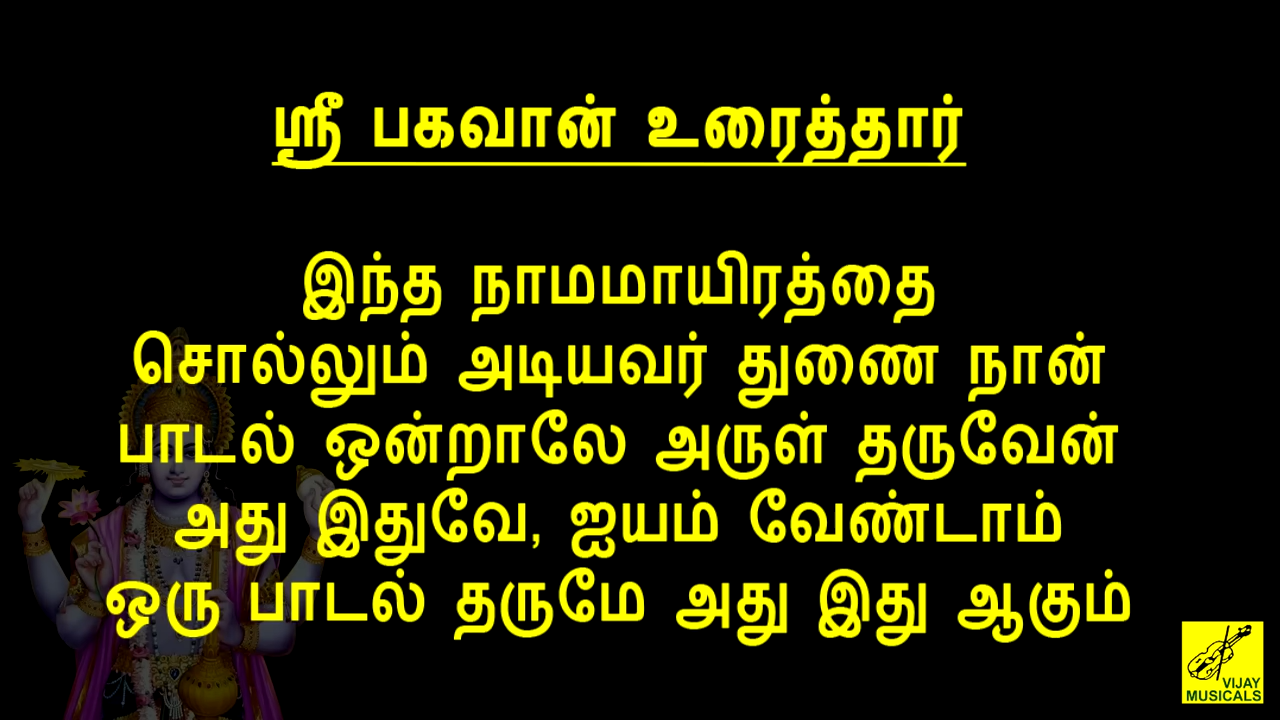 ஸ்ரீ பகவான் உரைத்தார்
இந்த நாமமாயிரத்தை
சொல்லும் அடியவர் துணை நான்
பாடல் ஒன்றாலே அருள் தருவேன்
அது இதுவே, ஐயம் வேண்டாம்
ஒரு பாடல் தருமே அது இது ஆகும்
VIJAY
MUSICALS